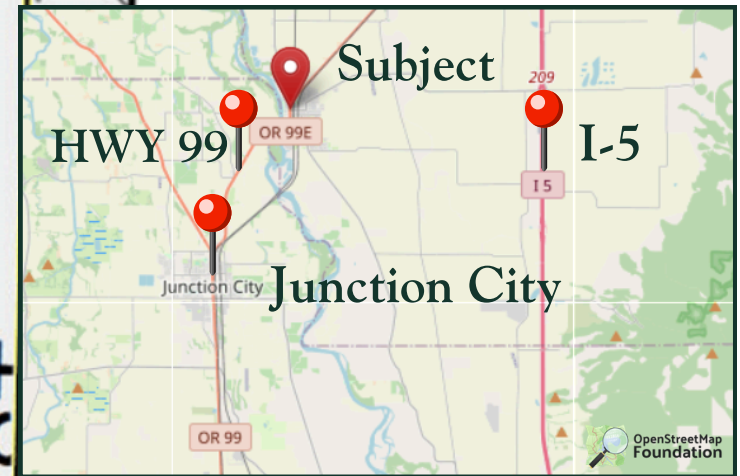 Subject
209
HWY 99
OR 99E
I-5
I 5
Junction City
Junction City
OR 99
OpenStreetMap
Foundation